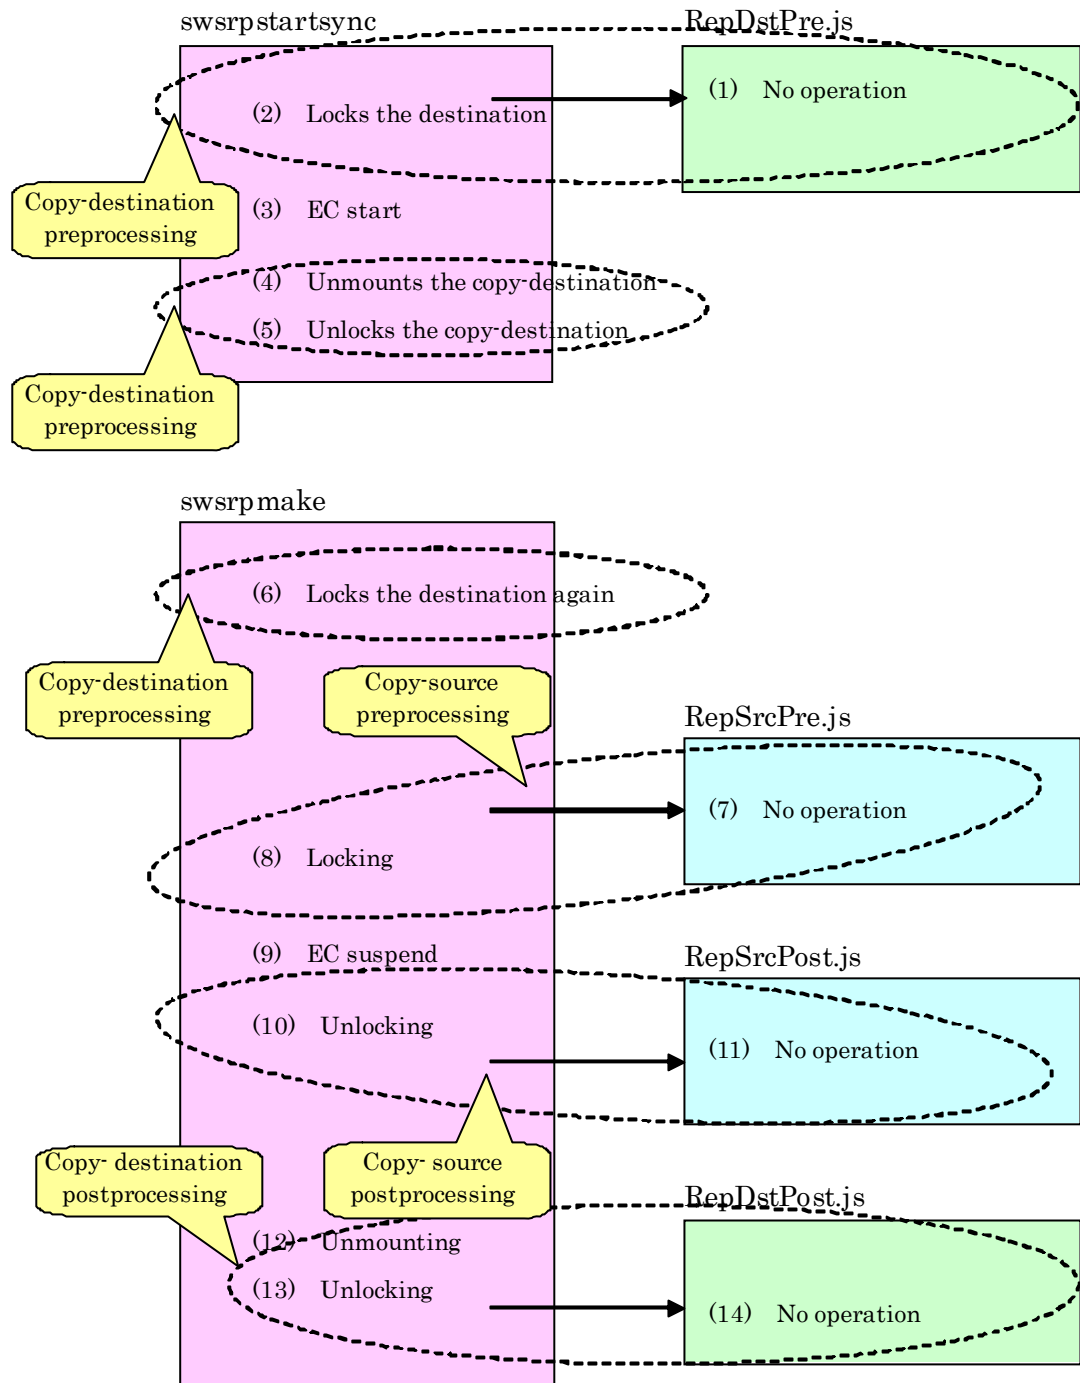 swsrpstartsync
RepDstPre.js
(1) No operation
(2) Locks the destination
Copy-destination
preprocessing
(3) EC start
(4) Unmounts the copy-destination
(5) Unlocks the copy-destination
Copy-destination
preprocessing
swsrpmake
(6) Locks the destination again
Copy-destination
preprocessing
Copy-source
preprocessing
RepSrcPre.js
(7) No operation
(8) Locking
(9) EC suspend
RepSrcPost.js
(10) Unlocking
(11) No operation
Copy- destination
postprocessing
Copy- source
postprocessing
RepDstPost.js
(12) Unmounting
(13) Unlocking
(14) No operation